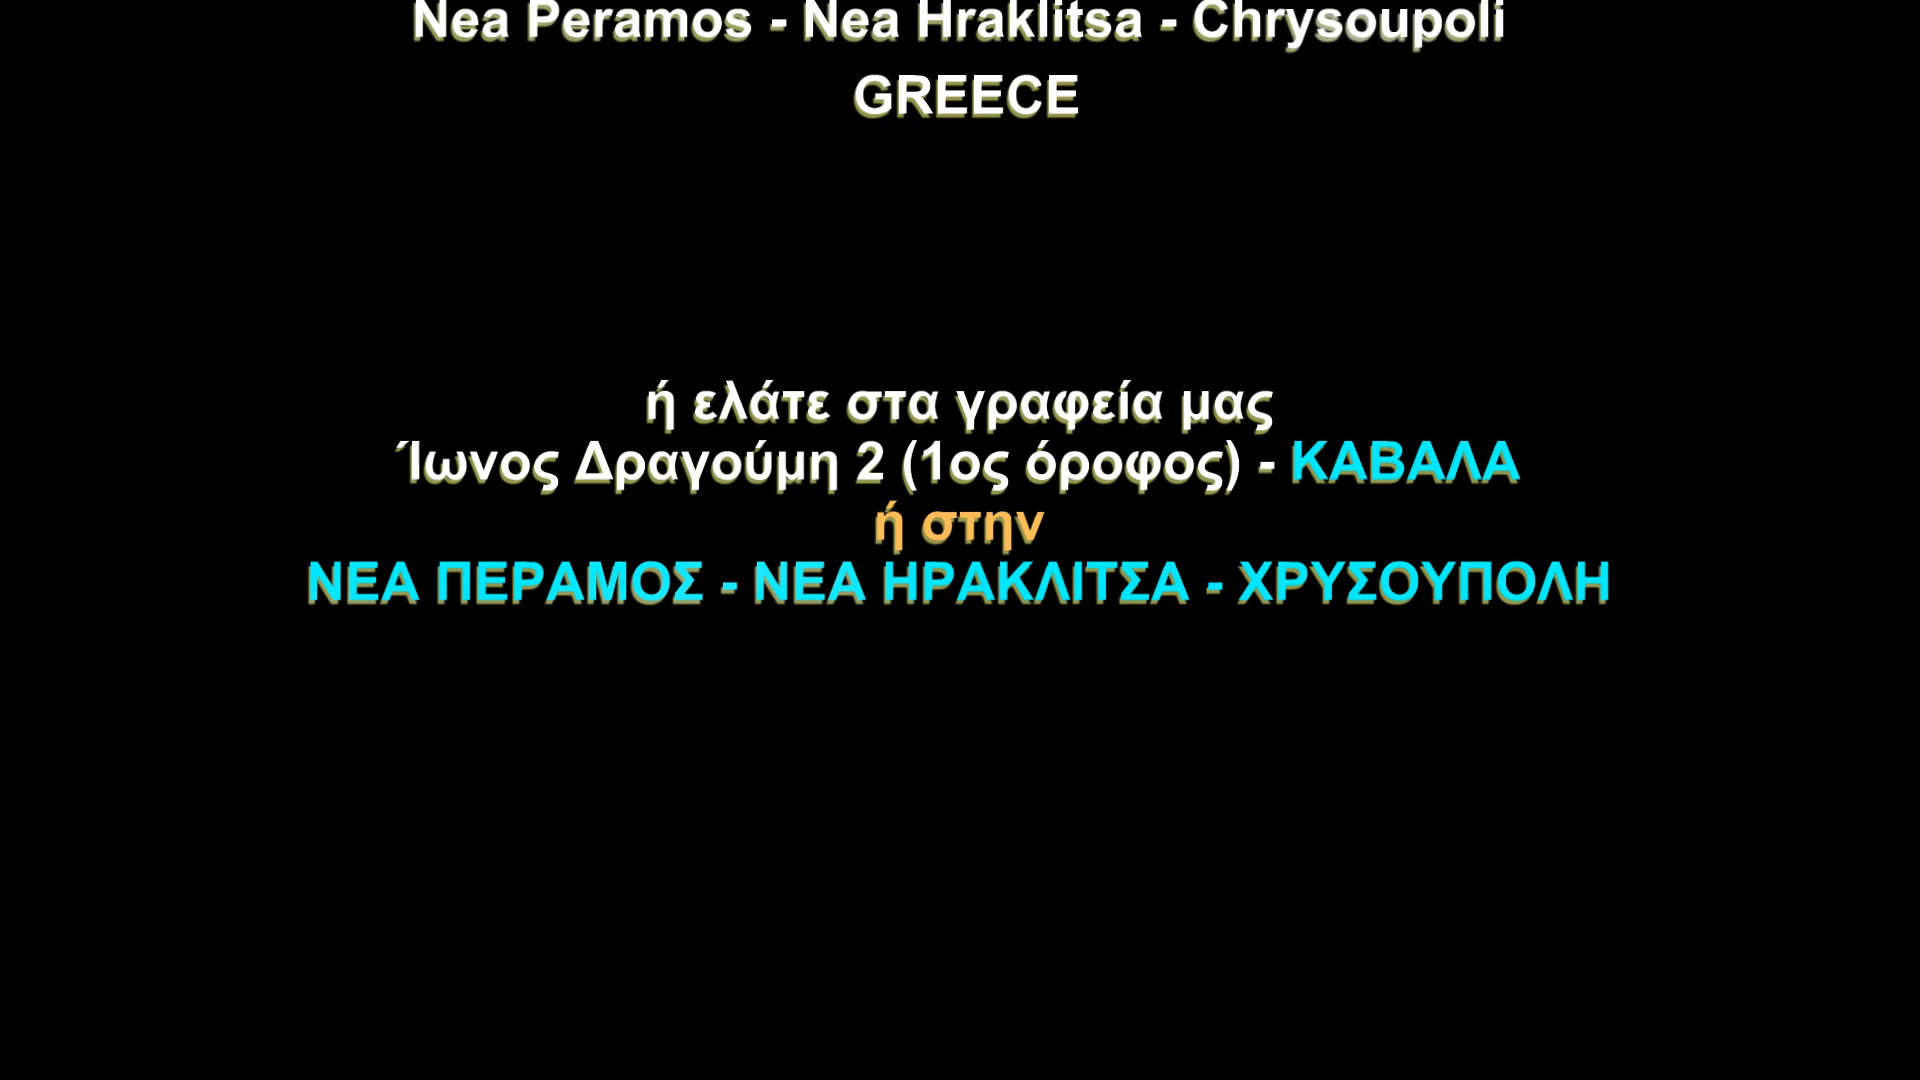 Nea Peramos - Nea Hraklitsa - Chrysoupoli
GREECE
ή ελάτε στα γραφεία μας
Ίωνος Δραγούμη 2 (1ος όροφος) - ΚΑΒΑΛΑ
ή στην
ΝΕΑ ΠΕΡΑΜΟΣ - ΝΕΑ ΗΡΑΚΛΙΤΣΑ - ΧΡΥΣΟΥΠΟΛΗ